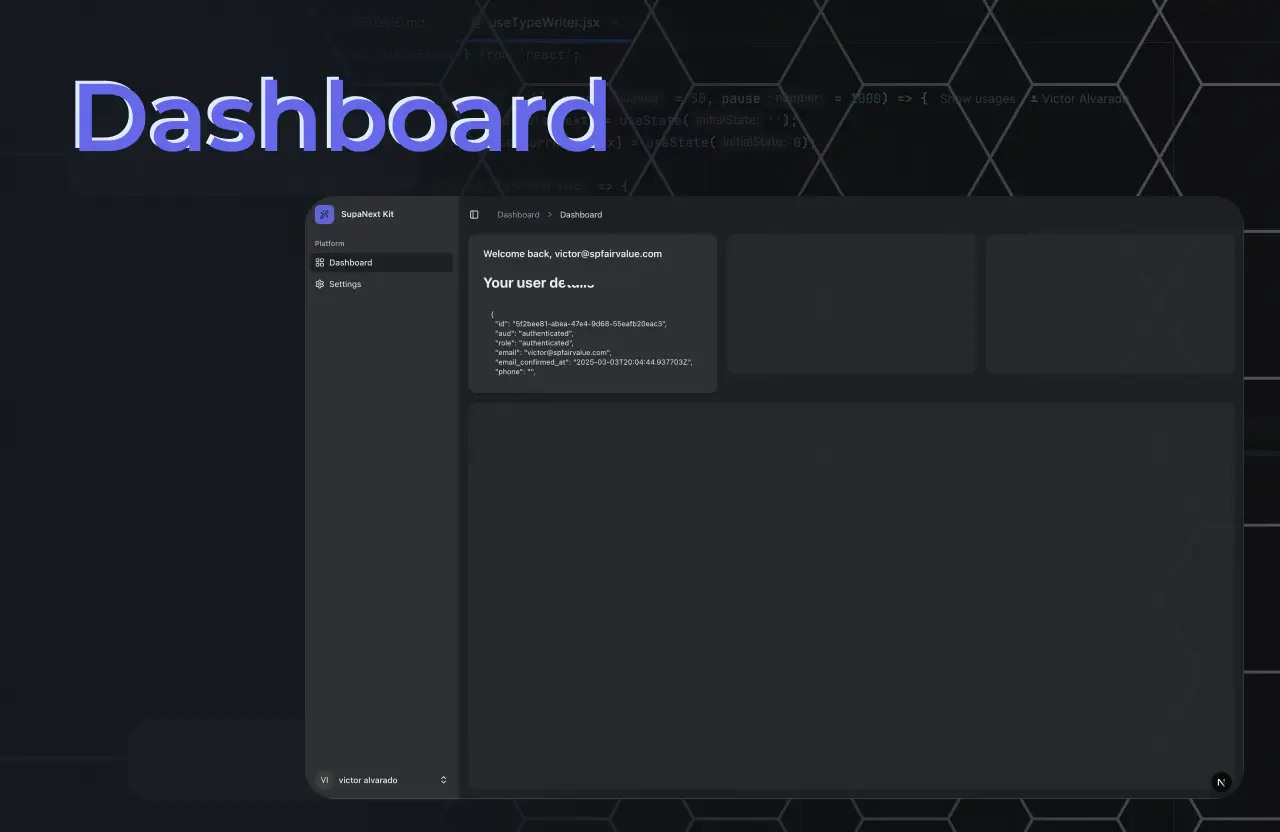 useTypeWriter.jsx
} from 'react';
number = 50, pause : number = 1000) => { Show usages Victor Alvarado
= useState( initialState: '');
] = useState( initialState: 0);
=> {
Dashboard
SupaNext Kit
Dashboard > Dashboard
Platform
Dashboard
Settings
Welcome back, victor@spfairvalue.com
Your user details
{
"id": "5f2bee81-abea-47e4-9d68-55eafb20eac3",
"aud": "authenticated",
"role": "authenticated",
"email": "victor@spfairvalue.com",
"email_confirmed_at": "2025-03-03T20:04:44.937703Z",
"phone": "",
VI victor alvarado
N